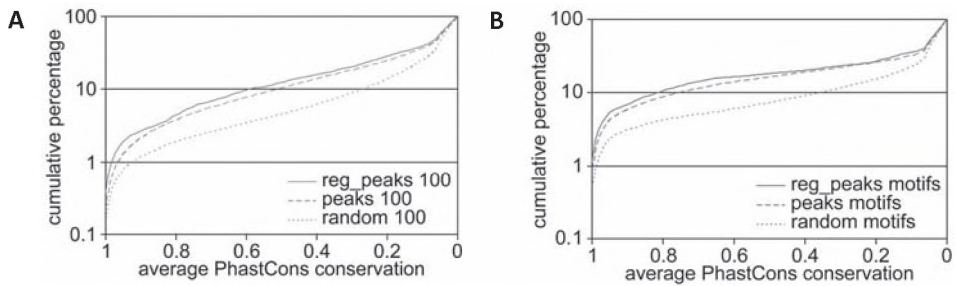 A
cumulative percentage
100
10
1
0.1
reg_peaks 100
peaks 100
random 100
1 0.8 0.6 0.4 0.2 0
average PhastCons conservation
B
cumulative percentage
100
10
1
0.1
reg_peaks motifs
peaks motifs
random motifs
1 0.8 0.6 0.4 0.2 0
average PhastCons conservation